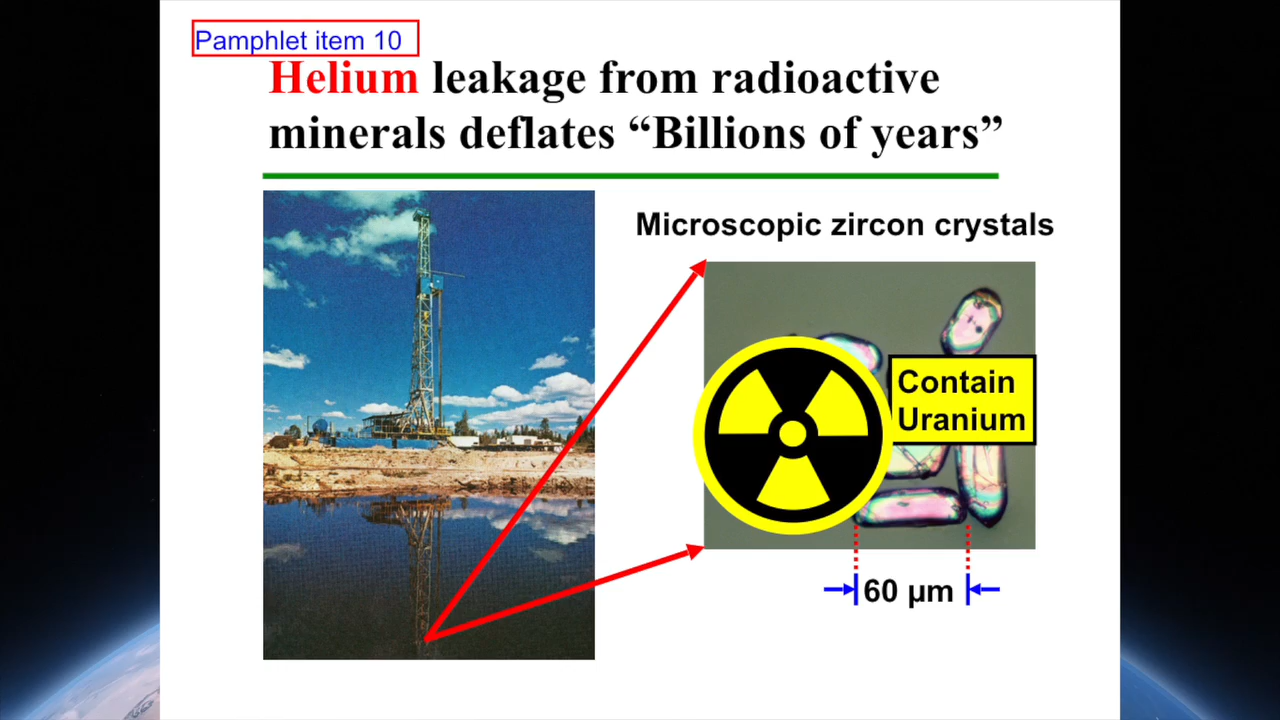 Pamphlet item 10
Helium leakage from radioactive
minerals deflates “Billions of years”
Microscopic zircon crystals
Contain
Uranium
60 µm